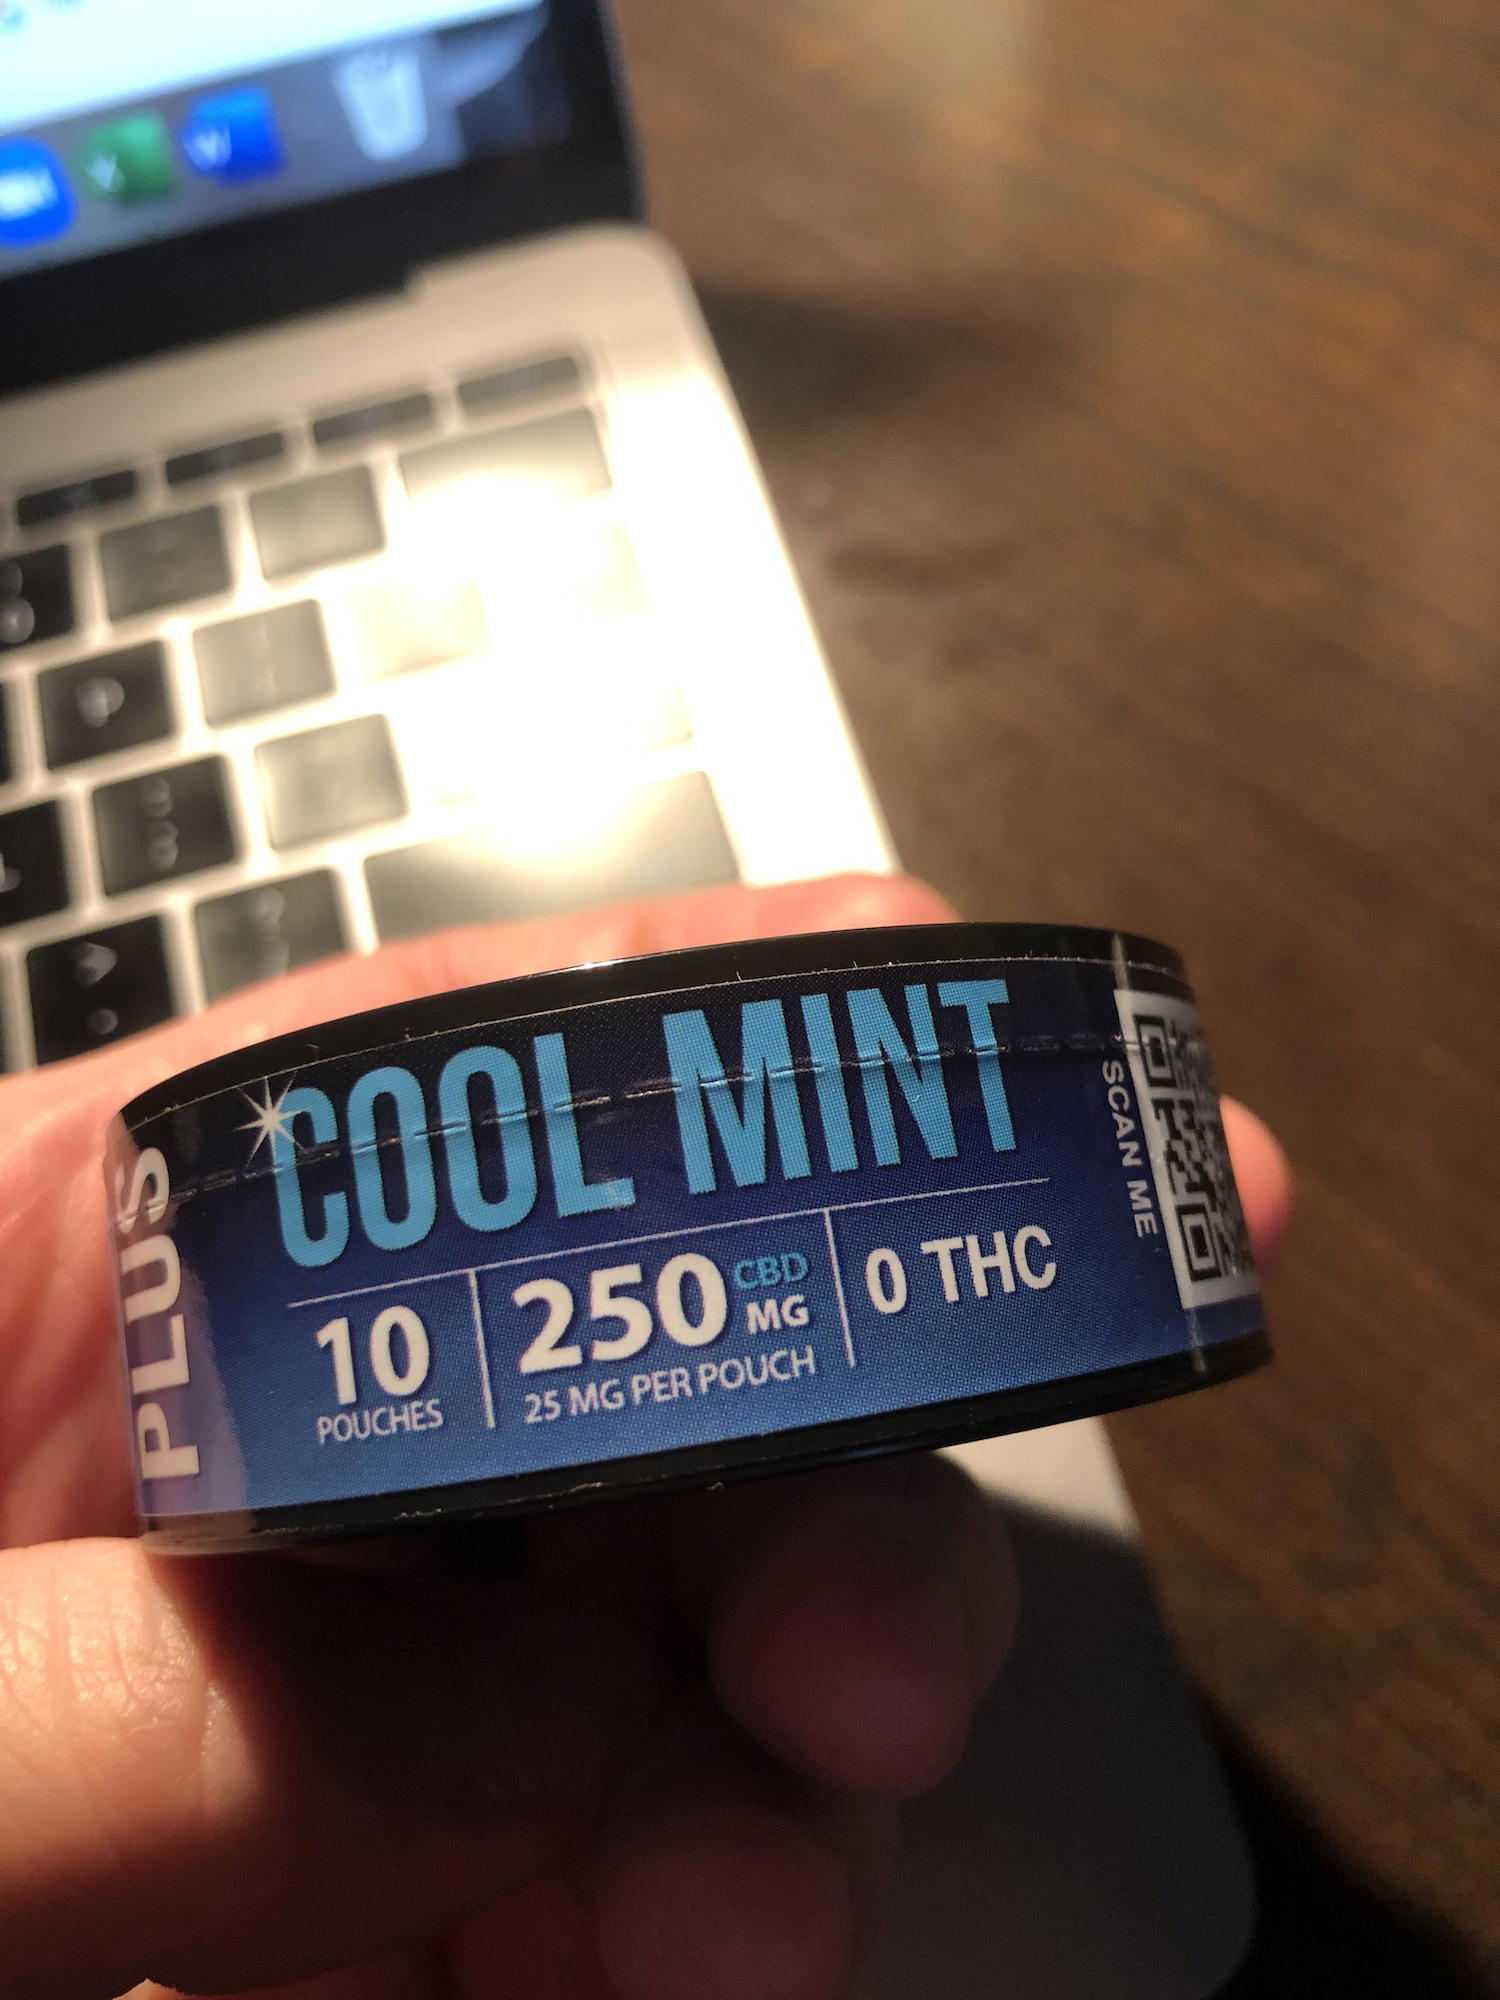 PLUS
COOL MINT
10
POUCHES
250 CBD MG
25 MG PER POUCH
0 THC
SCAN ME